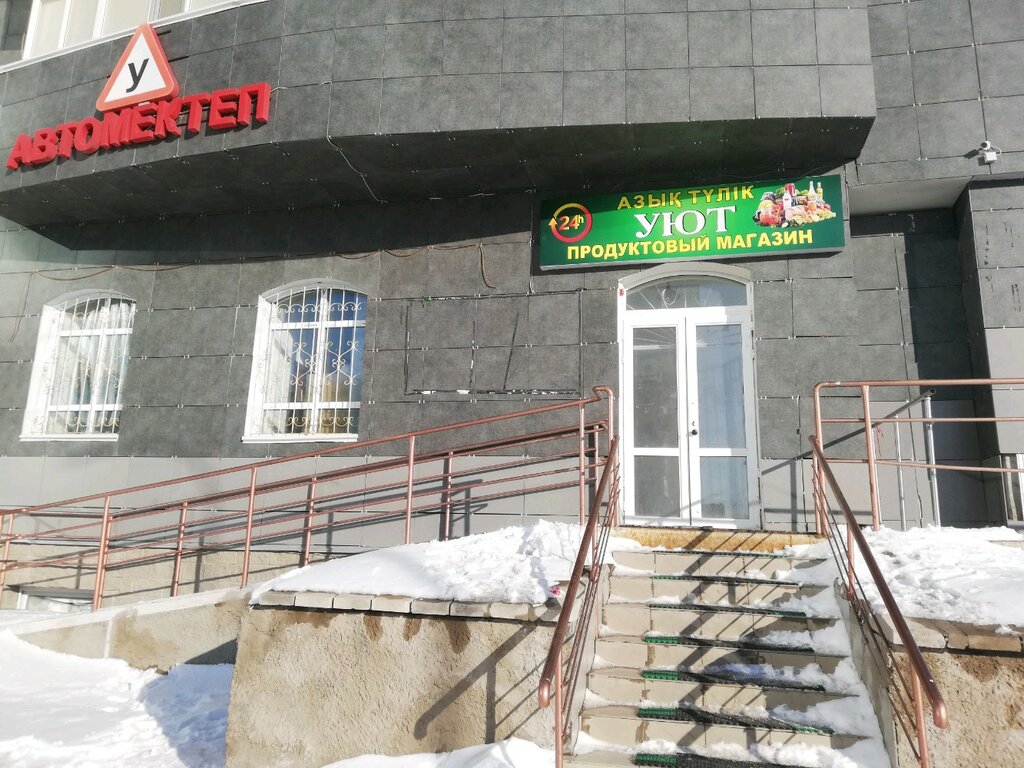 У
АВТОМЕКТЕП
24h
АЗЫҚ ТҮЛІК
УЮТ
ПРОДУКТОВЫЙ МАГАЗИН